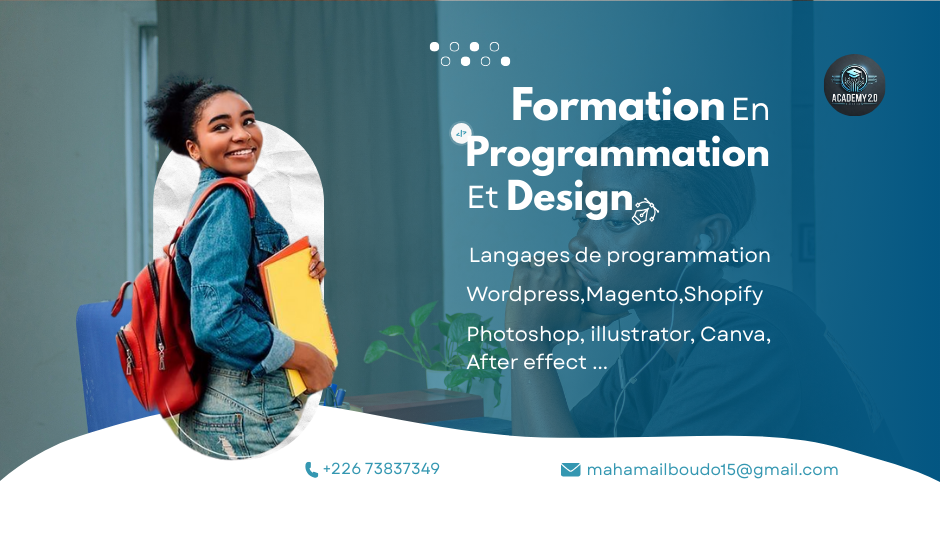 ACADEMY 2.0
Formation En
Programmation
Et Design
Langages de programmation
Wordpress,Magento,Shopify
Photoshop, illustrator, Canva,
After effect ...
+226 73837349
mahamailboudo15@gmail.com